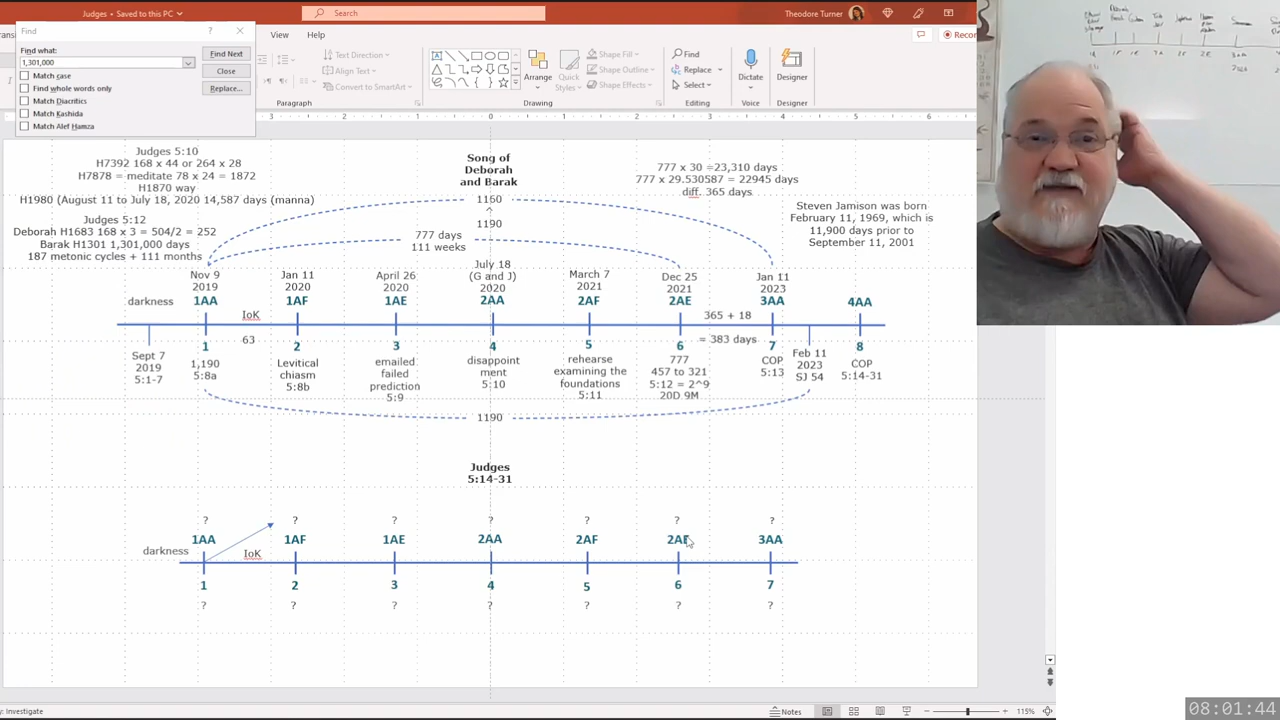 Judges • Saved to this PC
Search
Theodore Turner
Find
Find what:
1,301,000
Find Next
Close
Replace...
Match case
Find whole words only
Match Diacritics
Match Kashida
Match Alef Hamza
View
Help
Text Direction
Align Text
Convert to SmartArt
Paragraph
Arrange
Quick
Styles
Shape Fill
Shape Outline
Shape Effects
Drawing
Find
Replace
Select
Editing
Dictate
Voice
Designer
Designer
3 2 1 0 1 2 3 4 5 6
Judges 5:10
H7392 168 x 44 or 264 x 28
H7878 = meditate 78 x 24 = 1872
H1870 way
H1980 (August 11 to July 18, 2020 14,587 days (manna)
Judges 5:12
Deborah H1683 168 x 3 = 504/2 = 252
Barak H1301 1,301,000 days
187 metonic cycles + 111 months
Song of
Deborah
and Barak
1160
^
1190
777 days
111 weeks
777 x 30 =23,310 days
777 x 29.530587 = 22945 days
diff. 365 days
Steven Jamison was born
February 11, 1969, which is
11,900 days prior to
September 11, 2001
Nov 9
2019
Jan 11
2020
April 26
2020
July 18
(G and J)
2020
March 7
2021
Dec 25
2021
Jan 11
2023
darkness
1AA
IoK
1AF
1AE
2AA
2AF
2AE
365 + 18
3AA
4AA
1
63
2
3
4
5
6
= 383 days
7
8
Sept 7
2019
5:1-7
1,190
5:8a
Levitical
chiasm
5:8b
emailed
failed
prediction
5:9
disappoint
ment
5:10
rehearse
examining the
foundations
5:11
777
457 to 321
5:12 = 2^9
20D 9M
COP
5:13
Feb 11
2023
SJ 54
COP
5:14-31
1190
Judges
5:14-31
? ? ? ? ? ? ?
darkness
1AA
IoK
1AF
1AE
2AA
2AF
2AE
3AA
1 2 3 4 5 6 7
? ? ? ? ? ? ?
: Investigate
Notes
115%
08:01:44